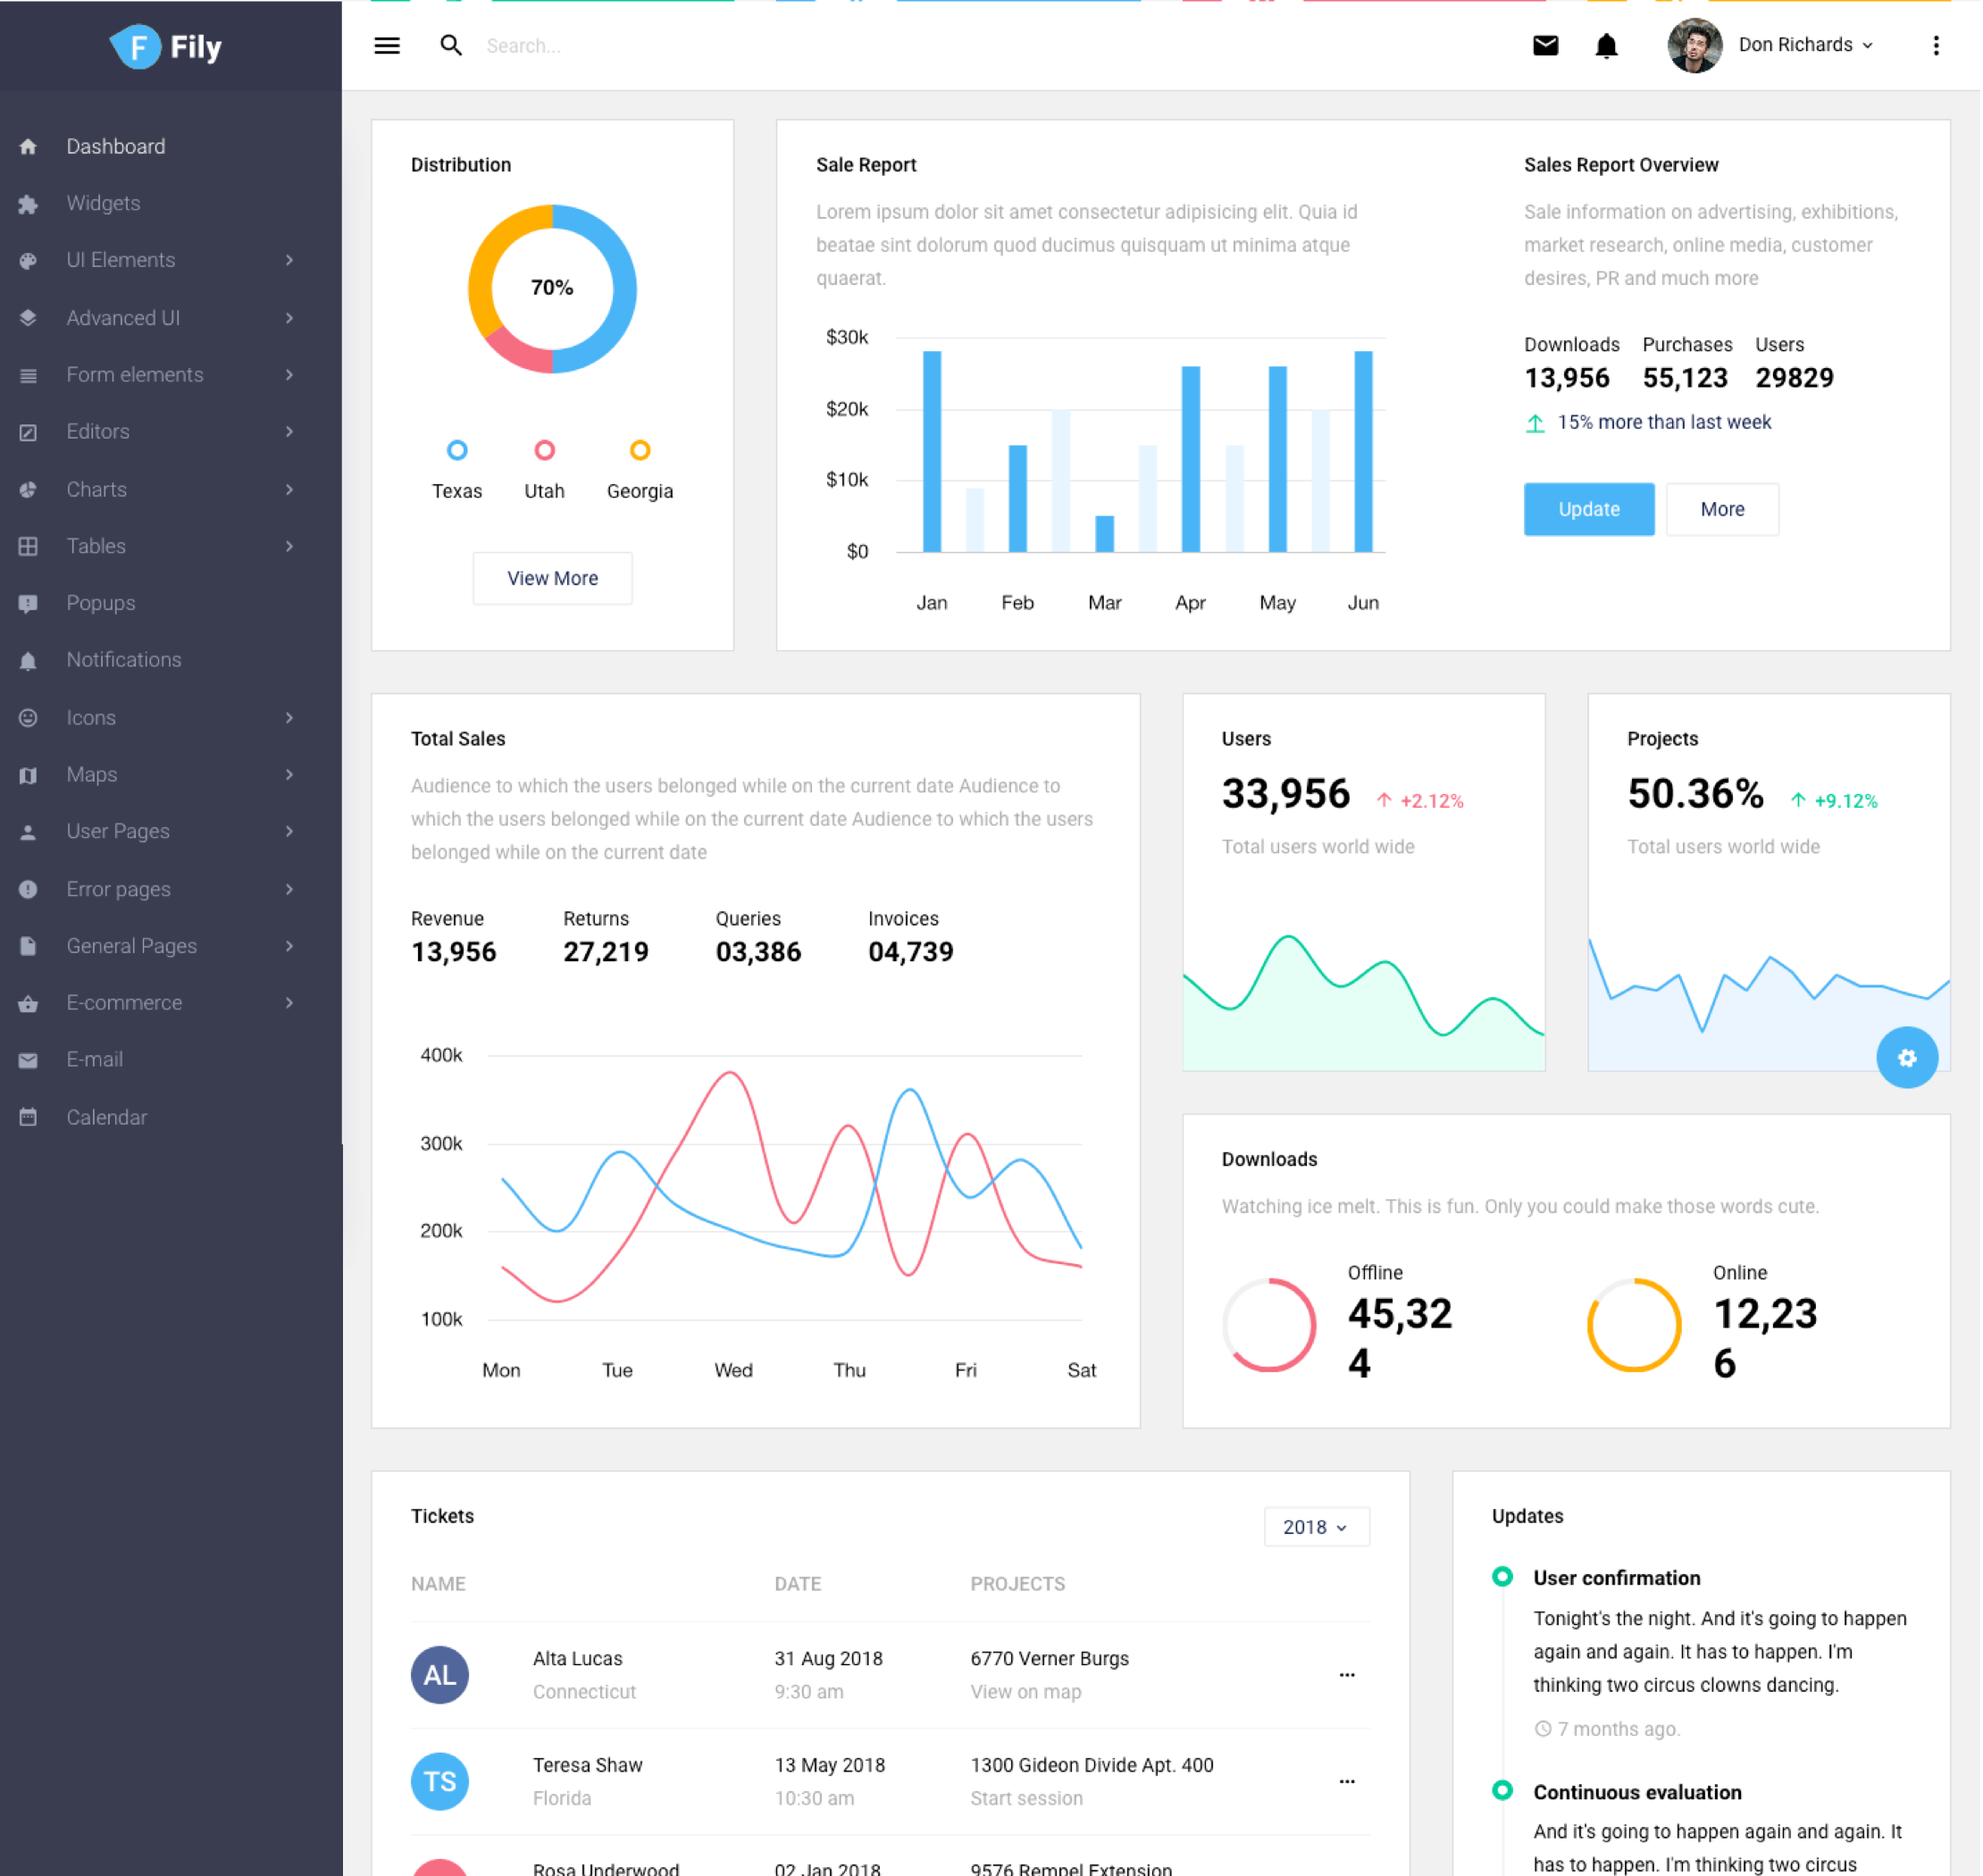 F Fily
Search...
Don Richards
Dashboard
Widgets
UI Elements
Advanced UI
Form elements
Editors
Charts
Tables
Popups
Notifications
Icons
Maps
User Pages
Error pages
General Pages
E-commerce
E-mail
Calendar
Distribution
70%
Texas Utah Georgia
View More
Sale Report
Lorem ipsum dolor sit amet consectetur adipisicing elit. Quia id
beatae sint dolorum quod ducimus quisquam ut minima atque
quaerat.
$30k
$20k
$10k
$0
Jan Feb Mar Apr May Jun
Sales Report Overview
Sale information on advertising, exhibitions,
market research, online media, customer
desires, PR and much more
Downloads Purchases Users
13,956 55,123 29829
15% more than last week
Update More
Total Sales
Audience to which the users belonged while on the current date Audience to
which the users belonged while on the current date Audience to which the users
belonged while on the current date
Revenue Returns Queries Invoices
13,956 27,219 03,386 04,739
400k
300k
200k
100k
Mon Tue Wed Thu Fri Sat
Users
33,956 +2.12%
Total users world wide
Projects
50.36% +9.12%
Total users world wide
Downloads
Watching ice melt. This is fun. Only you could make those words cute.
Offline
45,32
4
Online
12,23
6
Tickets
2018
NAME DATE PROJECTS
AL
Alta Lucas 31 Aug 2018 6770 Verner Burgs
Connecticut 9:30 am View on map
TS
Teresa Shaw 13 May 2018 1300 Gideon Divide Apt. 400
Florida 10:30 am Start session
Rosa Underwood 02 Jan 2018 9576 Rempel Extension
Updates
User confirmation
Tonight's the night. And it's going to happen
again and again. It has to happen. I'm
thinking two circus clowns dancing.
7 months ago.
Continuous evaluation
And it's going to happen again and again. It
has to happen. I'm thinking two circus